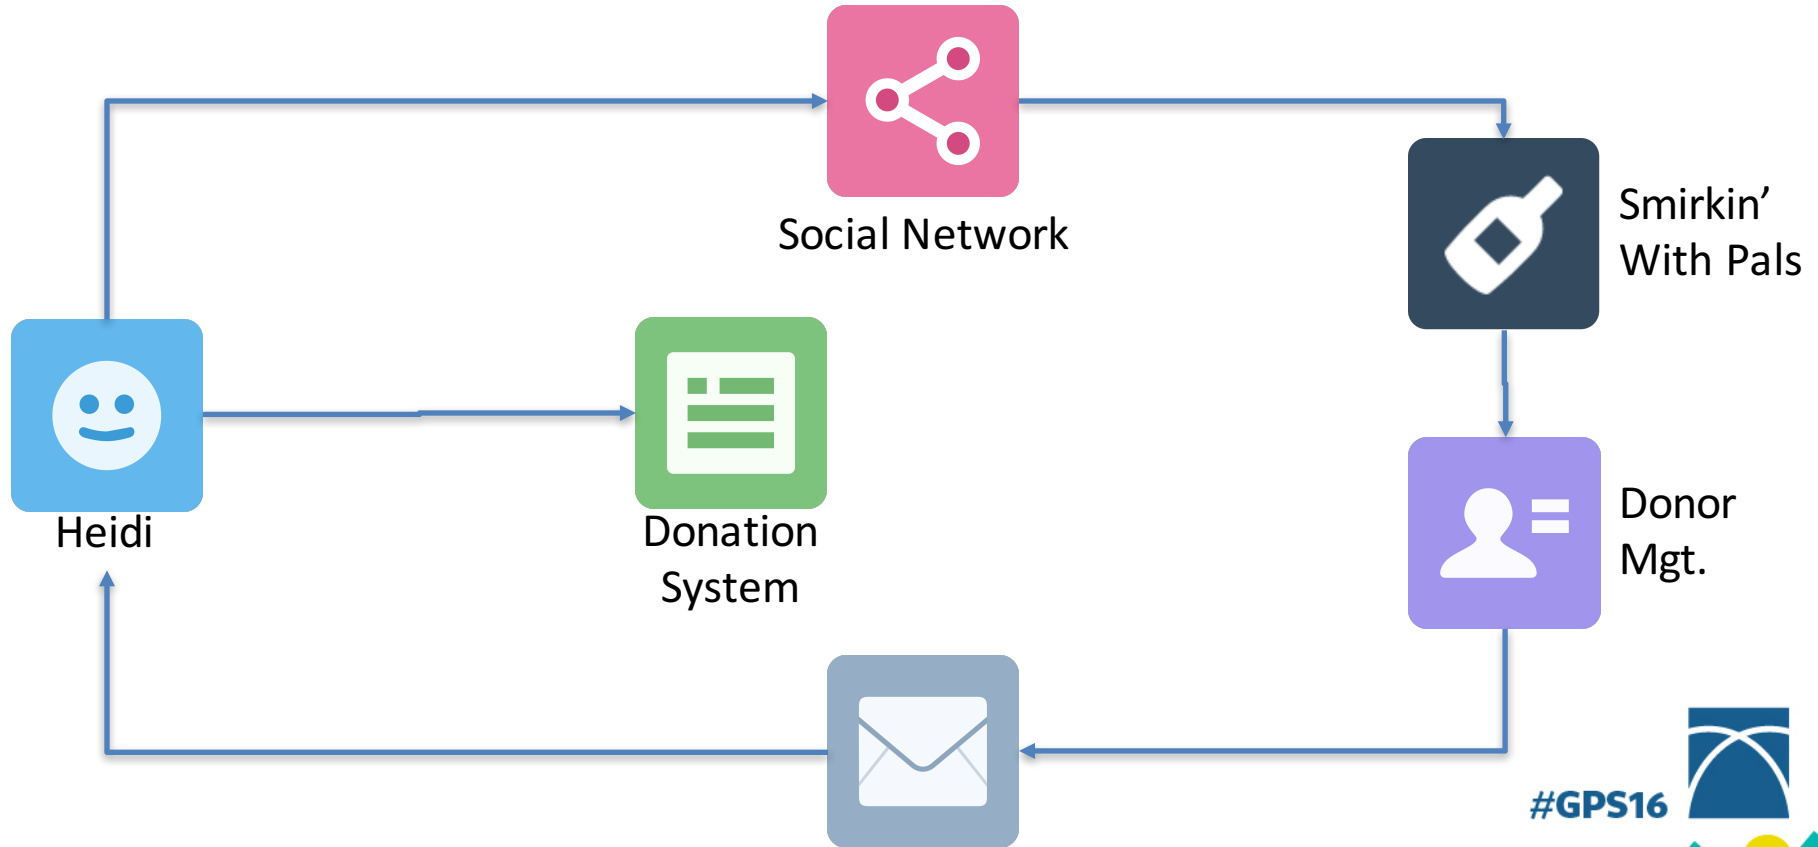 Social Network
Smirkin’
With Pals
Heidi
Donation
System
Donor
Mgt.
#GPS16